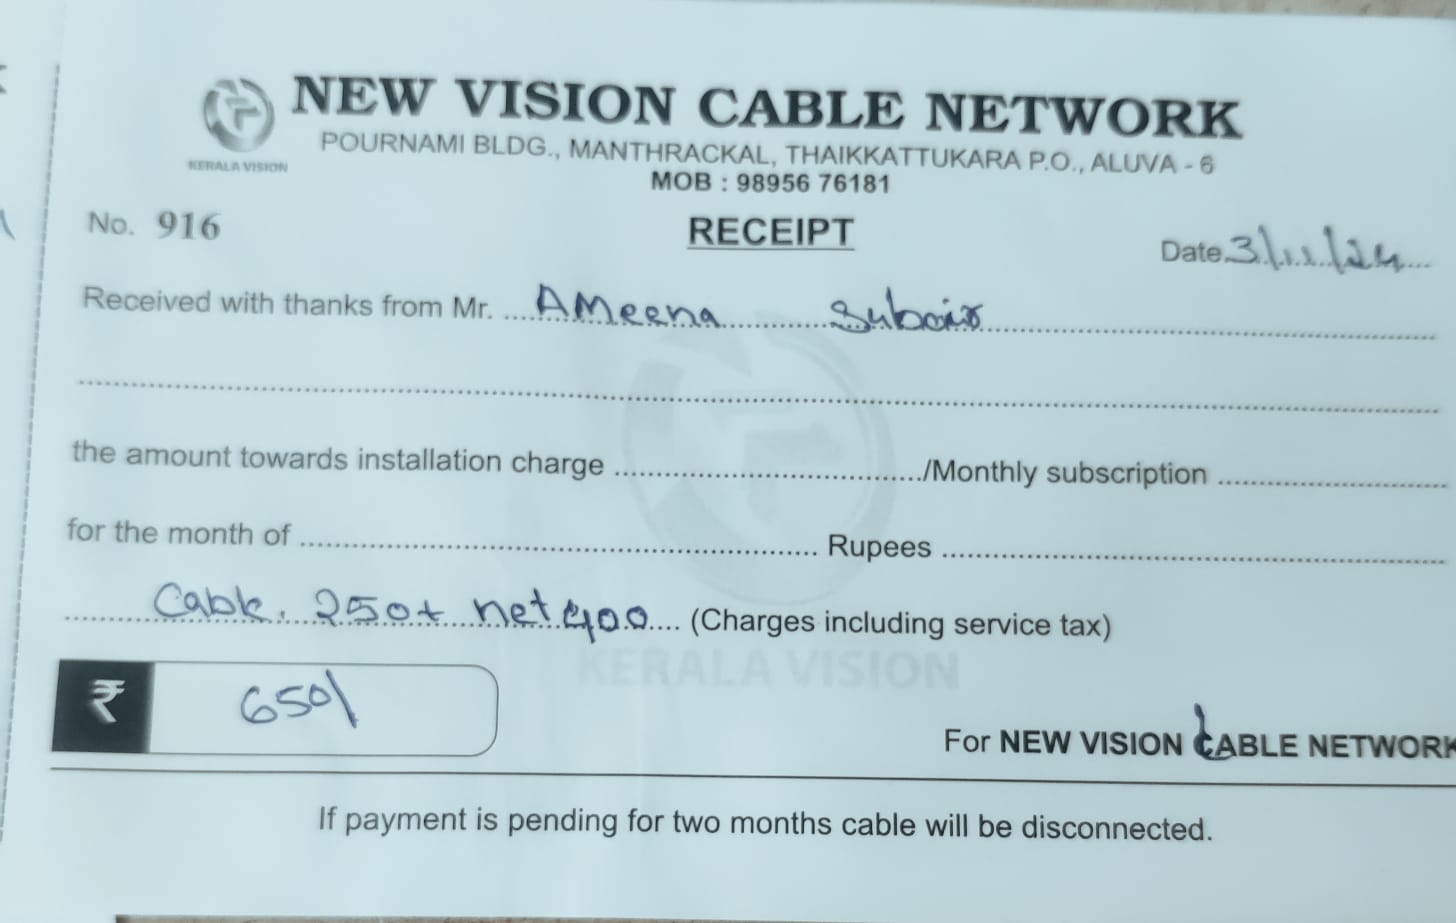 NEW VISION CABLE NETWORK
KERALA VISION
POURNAMI BLDG., MANTHRACKAL, THAIKKATTUKARA P.O., ALUVA - 6
MOB : 98956 76181
No. 916
RECEIPT
Date 3/11/24
Received with thanks from Mr. AMeena Subair
the amount towards installation charge ................/Monthly subscription ................
for the month of ................ Rupees ................
Cable. 250+ net 400 (Charges including service tax)
KERALA VISION
₹ 650/
For NEW VISION CABLE NETWORK
If payment is pending for two months cable will be disconnected.